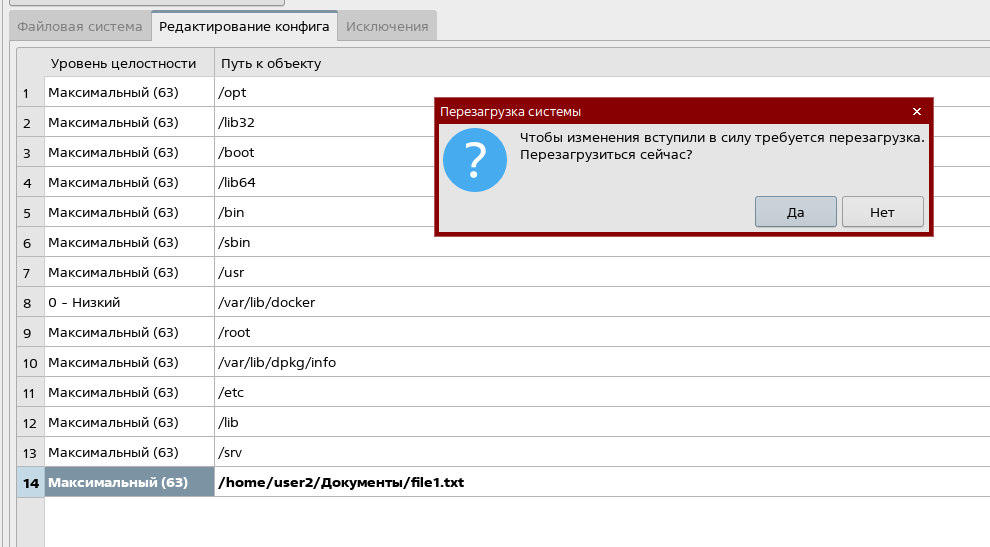 Файловая система Редактирование конфига Исключения
Уровень целостности Путь к объекту
1 Максимальный (63) /opt
2 Максимальный (63) /lib32
3 Максимальный (63) /boot
4 Максимальный (63) /lib64
5 Максимальный (63) /bin
6 Максимальный (63) /sbin
7 Максимальный (63) /usr
8 0 - Низкий /var/lib/docker
9 Максимальный (63) /root
10 Максимальный (63) /var/lib/dpkg/info
11 Максимальный (63) /etc
12 Максимальный (63) /lib
13 Максимальный (63) /srv
14 Максимальный (63) /home/user2/Документы/file1.txt
Перезагрузка системы
?
Чтобы изменения вступили в силу требуется перезагрузка.
Перезагрузиться сейчас?
Да Нет